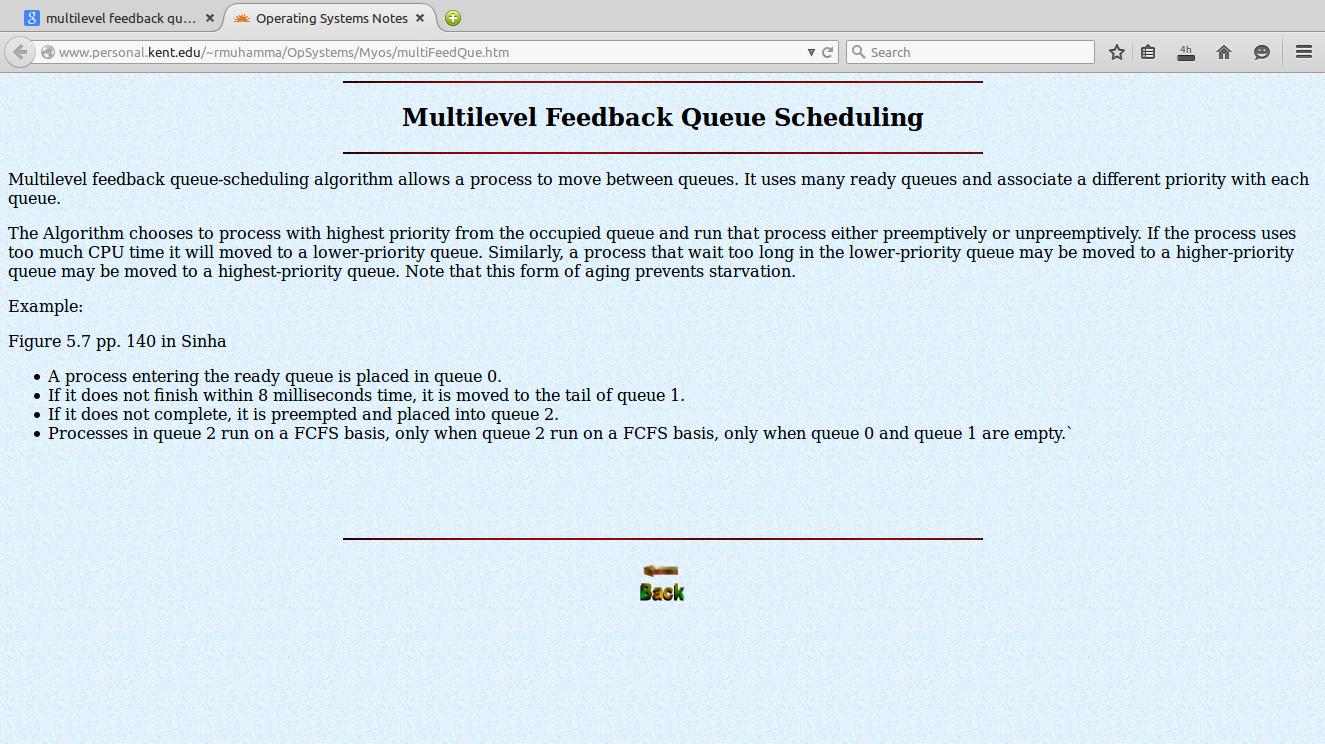 multilevel feedback qu...
Operating Systems Notes
www.personal.kent.edu/~rmuhamma/OpSystems/Myos/multiFeedQue.htm
Search
4h
Multilevel Feedback Queue Scheduling
Multilevel feedback queue-scheduling algorithm allows a process to move between queues. It uses many ready queues and associate a different priority with each
queue.
The Algorithm chooses to process with highest priority from the occupied queue and run that process either preemptively or unpreemptively. If the process uses
too much CPU time it will moved to a lower-priority queue. Similarly, a process that wait too long in the lower-priority queue may be moved to a higher-priority
queue may be moved to a highest-priority queue. Note that this form of aging prevents starvation.
Example:
Figure 5.7 pp. 140 in Sinha
• A process entering the ready queue is placed in queue 0.
• If it does not finish within 8 milliseconds time, it is moved to the tail of queue 1.
• If it does not complete, it is preempted and placed into queue 2.
• Processes in queue 2 run on a FCFS basis, only when queue 2 run on a FCFS basis, only when queue 0 and queue 1 are empty.`
Back